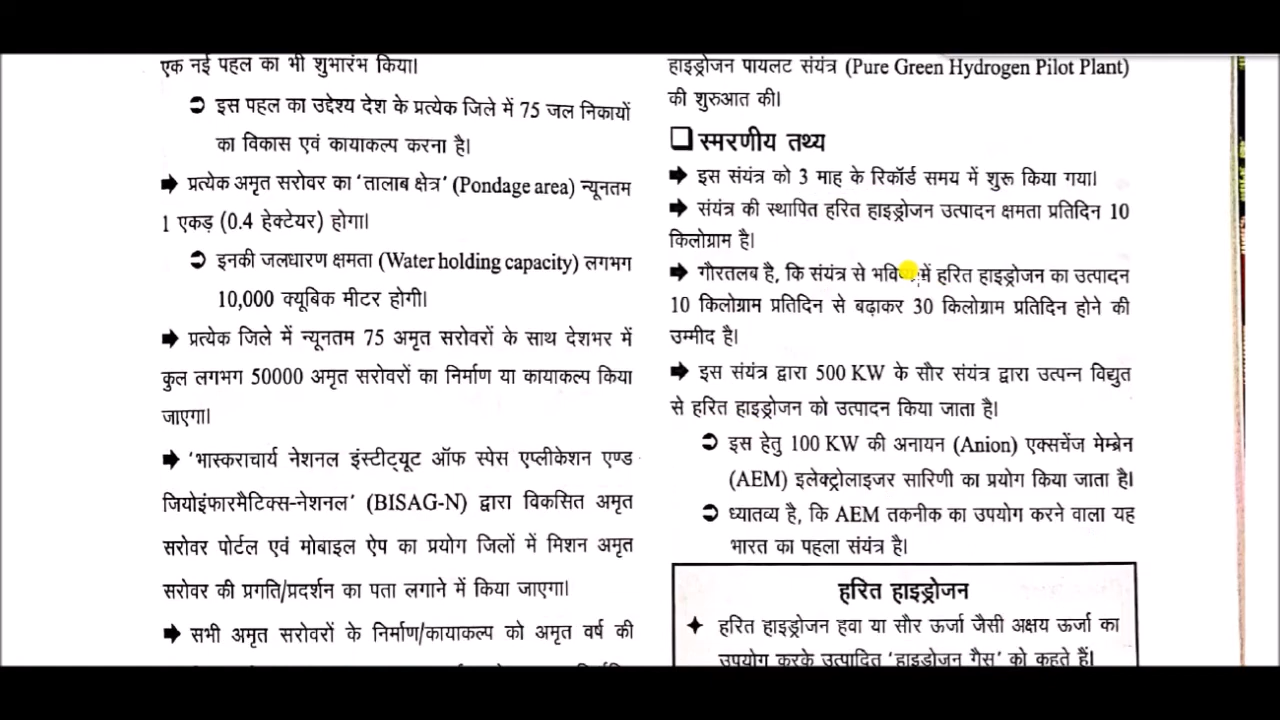 एक नई पहल का भी शुभारंभ किया।
➲ इस पहल का उद्देश्य देश के प्रत्येक जिले में 75 जल निकायों
का विकास एवं कायाकल्प करना है।
➡ प्रत्येक अमृत सरोवर का ‘तालाब क्षेत्र’ (Pondage area) न्यूनतम
1 एकड़ (0.4 हेक्टेयर) होगा।
➲ इनकी जलधारण क्षमता (Water holding capacity) लगभग
10,000 क्यूबिक मीटर होगी।
➡ प्रत्येक जिले में न्यूनतम 75 अमृत सरोवरों के साथ देशभर में
कुल लगभग 50000 अमृत सरोवरों का निर्माण या कायाकल्प किया
जाएगा।
➡ ‘भास्कराचार्य नेशनल इंस्टीट्यूट ऑफ स्पेस एप्लीकेशन एण्ड
जियोइंफारमैटिक्स-नेशनल’ (BISAG-N) द्वारा विकसित अमृत
सरोवर पोर्टल एवं मोबाइल ऐप का प्रयोग जिलों में मिशन अमृत
सरोवर की प्रगति/प्रदर्शन का पता लगाने में किया जाएगा।
➡ सभी अमृत सरोवरों के निर्माण/कायाकल्प को अमृत वर्ष की
हाइड्रोजन पायलट संयंत्र (Pure Green Hydrogen Pilot Plant)
की शुरुआत की।
❑ स्मरणीय तथ्य
➡ इस संयंत्र को 3 माह के रिकॉर्ड समय में शुरू किया गया।
➡ संयंत्र की स्थापित हरित हाइड्रोजन उत्पादन क्षमता प्रतिदिन 10
किलोग्राम है।
➡ गौरतलब है, कि संयंत्र से में हरित हाइड्रोजन का उत्पादन
10 किलोग्राम प्रतिदिन से बढ़ाकर 30 किलोग्राम प्रतिदिन होने की
उम्मीद है।
➡ इस संयंत्र द्वारा 500 KW के सौर संयंत्र द्वारा उत्पन्न विद्युत
से हरित हाइड्रोजन को उत्पादन किया जाता है।
➲ इस हेतु 100 KW की अनायन (Anion) एक्सचेंज मेम्ब्रेन
(AEM) इलेक्ट्रोलाइजर सारिणी का प्रयोग किया जाता है।
➲ ध्यातव्य है, कि AEM तकनीक का उपयोग करने वाला यह
भारत का पहला संयंत्र है।
हरित हाइड्रोजन
✦ हरित हाइड्रोजन हवा या सौर ऊर्जा जैसी अक्षय ऊर्जा का
उपयोग करके उत्पादित ‘हाइड्रोजन गैस’ को कहते हैं।